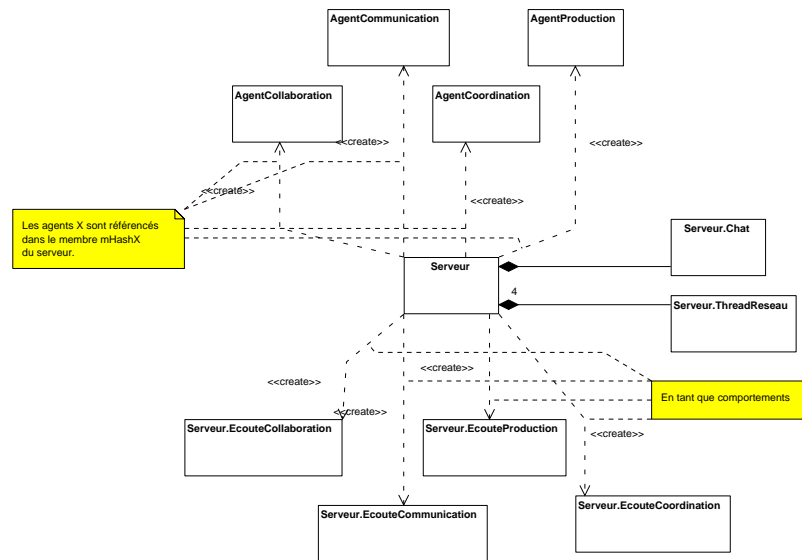 AgentCommunication
AgentProduction
AgentCollaboration
AgentCoordination
<<create>>
<<create>>
<<create>>
<<create>>
Les agents X sont référencés
dans le membre mHashX
du serveur.
Serveur.Chat
Serveur
4
Serveur.ThreadReseau
<<create>>
<<create>>
En tant que comportements
<<create>>
Serveur.EcouteCollaboration
Serveur.EcouteProduction
<<create>>
Serveur.EcouteCommunication
Serveur.EcouteCoordination